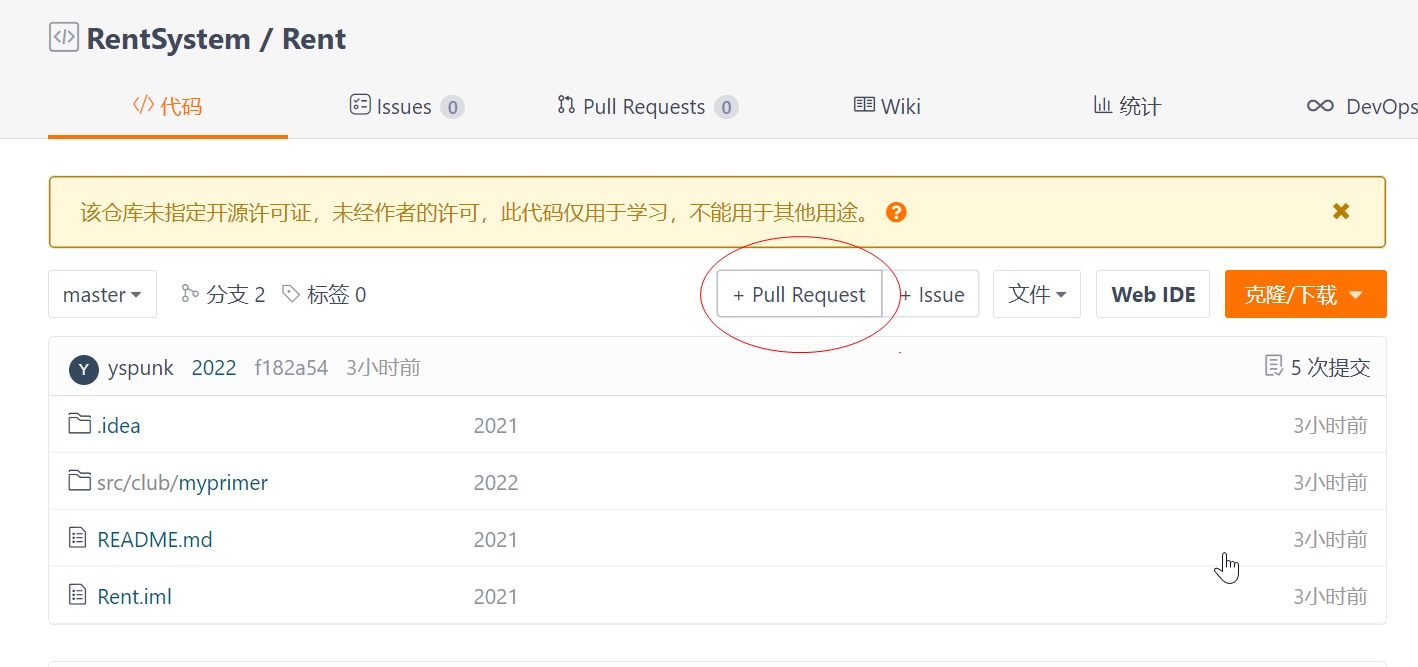 RentSystem / Rent
代码 Issues 0 Pull Requests 0 Wiki 统计 DevOps
该仓库未指定开源许可证，未经作者的许可，此代码仅用于学习，不能用于其他用途。
master 分支 2 标签 0 + Pull Request + Issue 文件 Web IDE 克隆/下载
Y yspunk 2022 f182a54 3小时前 5 次提交
.idea 2021 3小时前
src/club/myprimer 2022 3小时前
README.md 2021 3小时前
Rent.iml 2021 3小时前